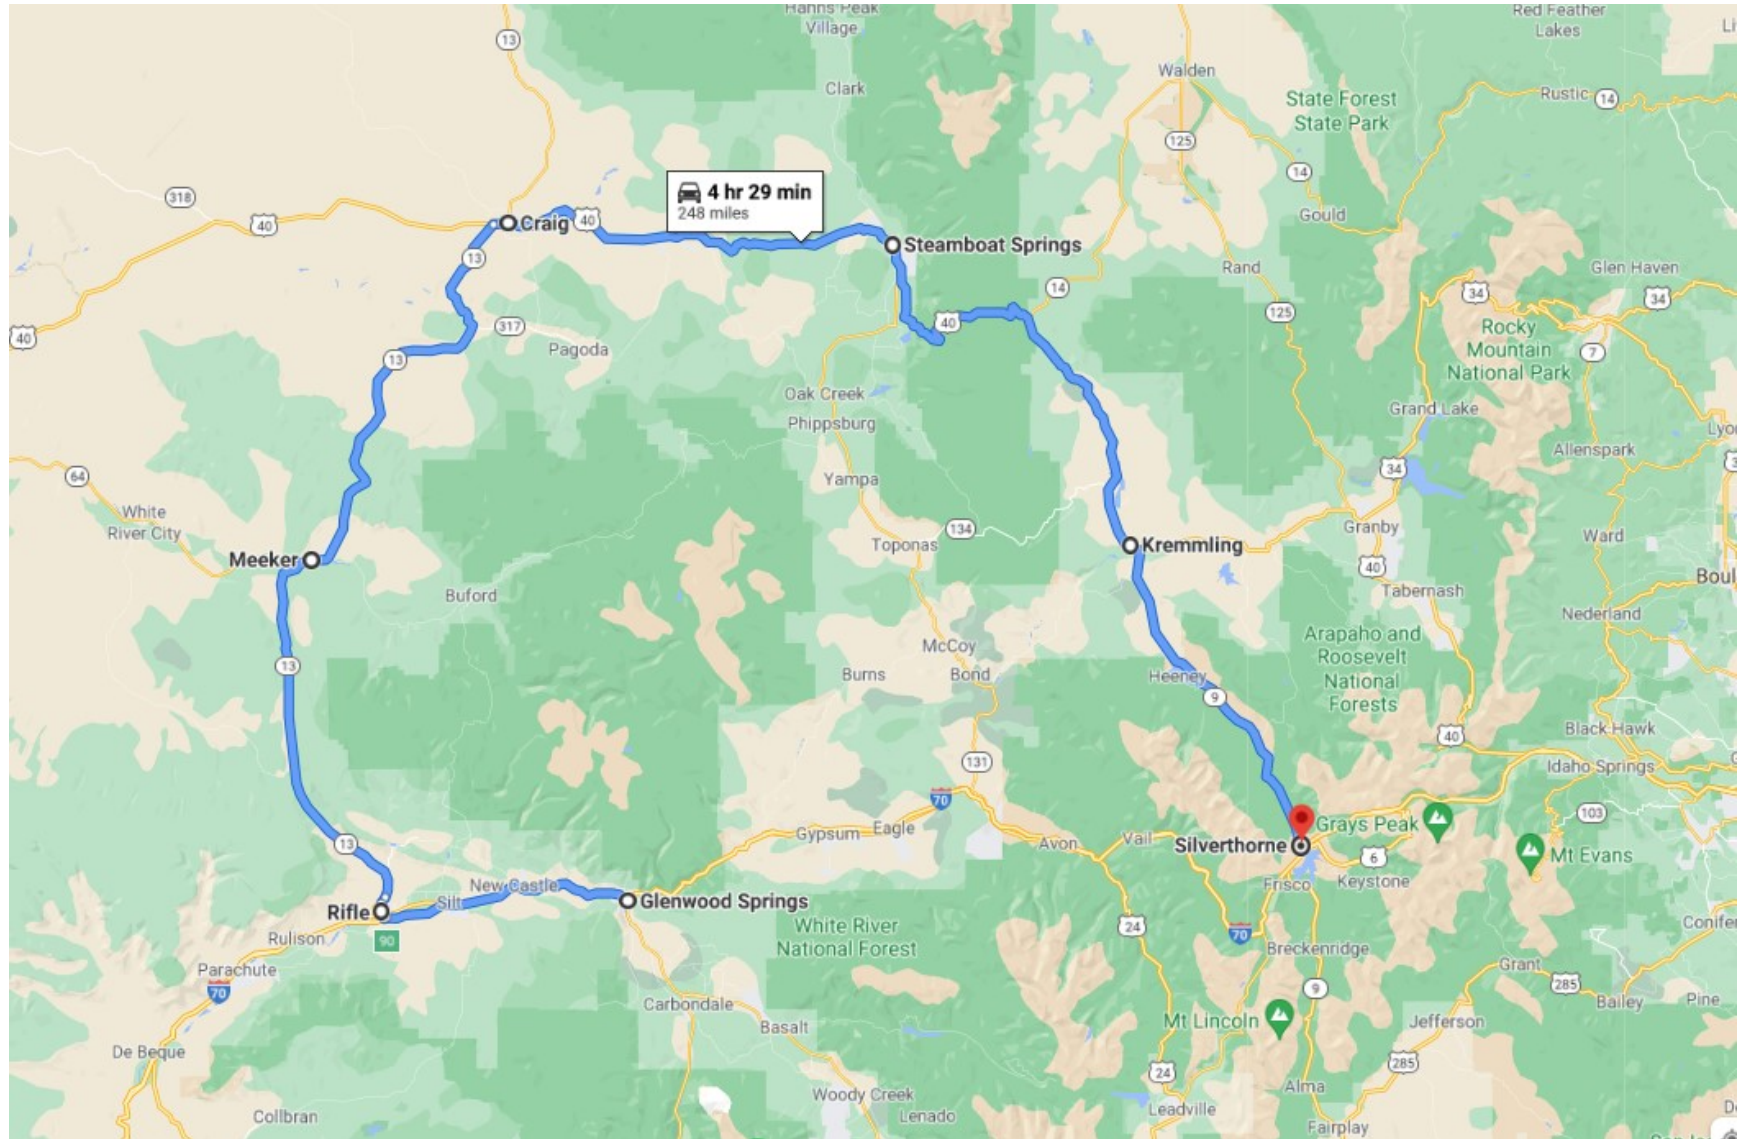 Hahns Peak
Village
Red Feather
Lakes
13
Clark
Walden
State Forest
State Park
Rustic
14
125
318
14
4 hr 29 min
248 miles
Gould
40
Craig
40
Steamboat Springs
13
Rand
Glen Haven
14
34
34
40
317
125
40
Rocky
Mountain
National Park
7
13
Pagoda
Oak Creek
Grand Lake
Phippsburg
Allenspark
64
Yampa
34
White
River City
134
Granby
Ward
Meeker
Toponas
Kremmling
40
Boul
Buford
Tabernash
Nederland
McCoy
Arapaho and
Roosevelt
National
Forests
13
Burns
Bond
Heeney
9
Black Hawk
40
131
Idaho Springs
70
103
13
Gypsum
Eagle
Avon
Vail
Silverthorne
Grays Peak
6
Mt Evans
New Castle
Silt
Rifle
Glenwood Springs
Frisco
Keystone
90
Rulison
White River
National Forest
24
70
Breckenridge
Conifer
Parachute
70
Grant
285
Carbondale
9
Bailey
Pine
Basalt
Mt Lincoln
Jefferson
De Beque
24
285
Woody Creek
Alma
Collbran
Lenado
Leadville
Fairplay